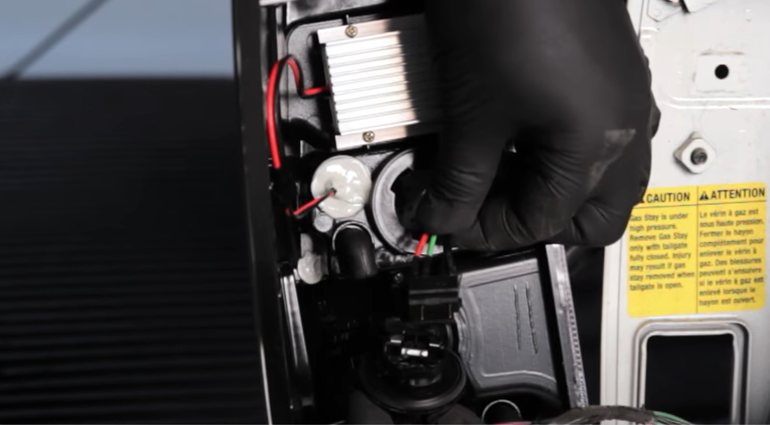 CAUTION
Gas Stay is under
high pressure.
Remove Gas Stay
only with tailgate
fully closed. Injury
may result if gas
stay removed when
tailgate is open.
ATTENTION
Le vérin à gaz est
sous haute pression.
Fermer le hayon
complètement pour
enlever le vérin à
gaz. Des blessures
peuvent s'ensuivre
si le vérin à gaz est
enlevé lorsque le
hayon est ouvert.